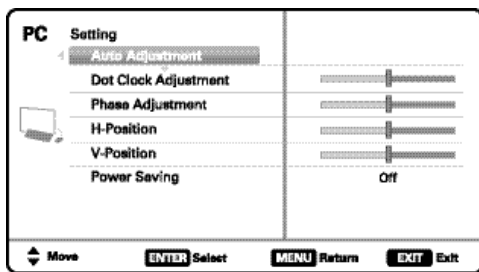 PC Setting
Auto Adjustment
Dot Clock Adjustment
Phase Adjustment
H-Position
V-Position
Power Saving Off
Move ENTER Select MENU Return EXIT Exit